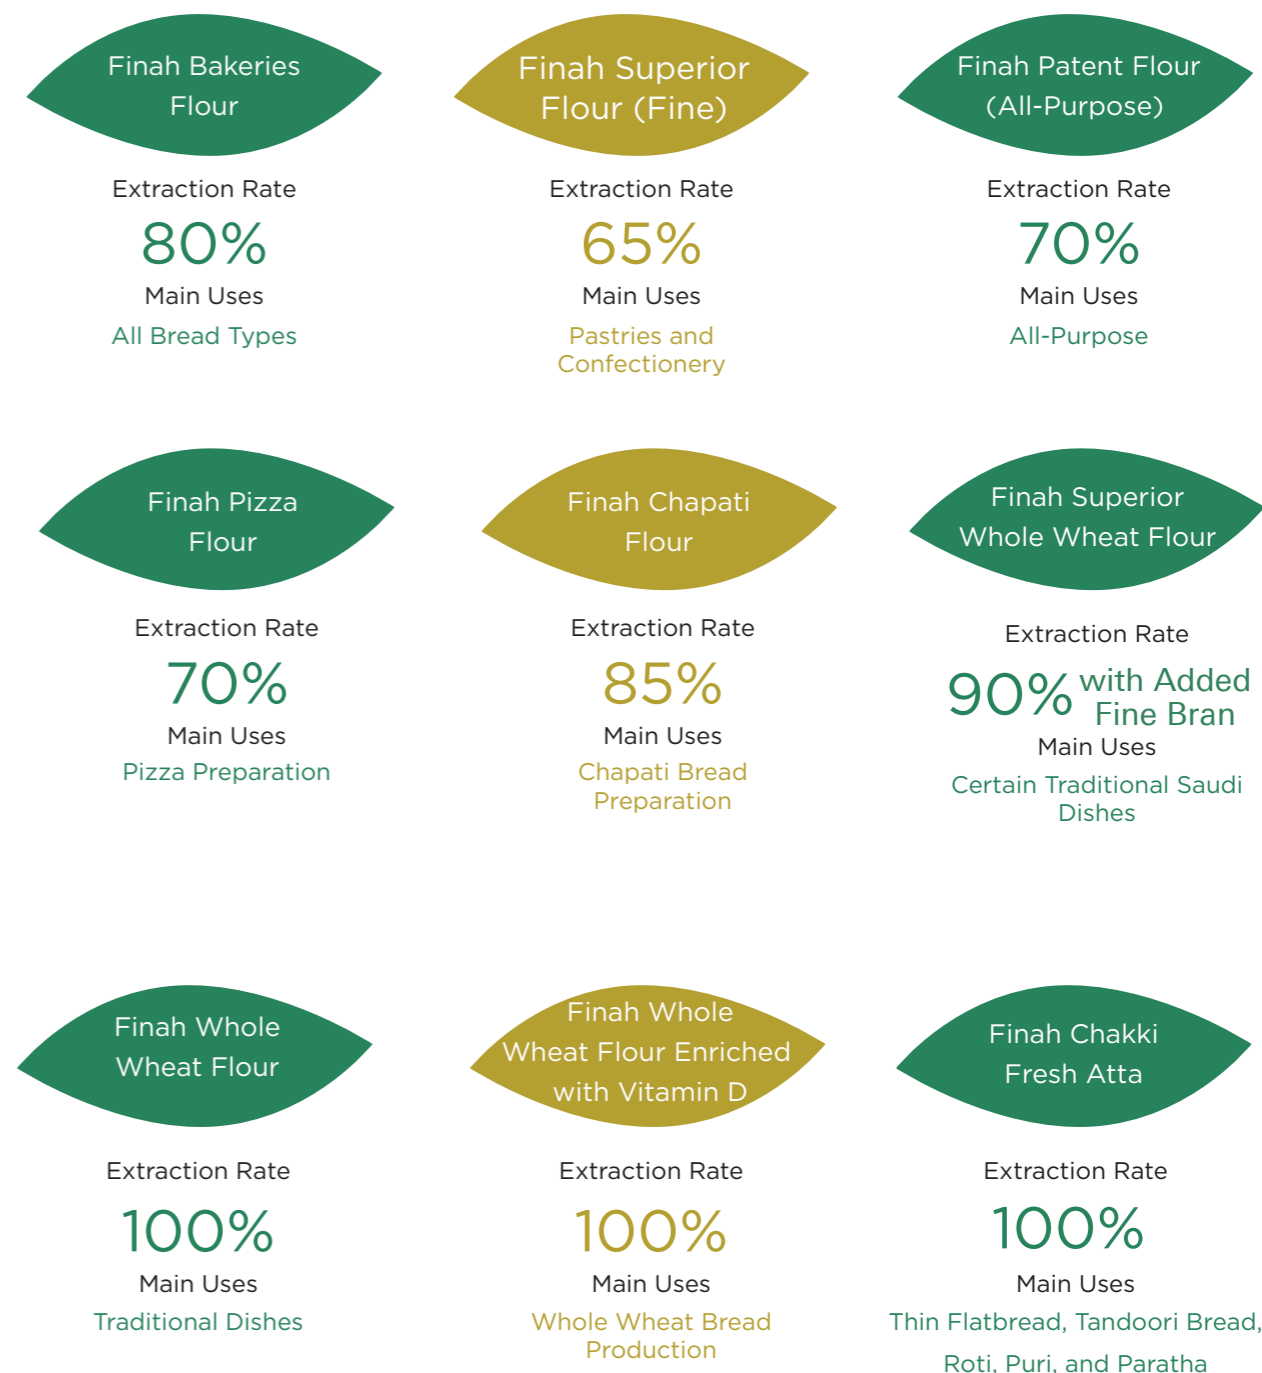 Finah Bakeries
Flour
Extraction Rate
80%
Main Uses
All Bread Types
Finah Superior
Flour (Fine)
Extraction Rate
65%
Main Uses
Pastries and
Confectionery
Finah Patent Flour
(All-Purpose)
Extraction Rate
70%
Main Uses
All-Purpose
Finah Pizza
Flour
Extraction Rate
70%
Main Uses
Pizza Preparation
Finah Chapati
Flour
Extraction Rate
85%
Main Uses
Chapati Bread
Preparation
Finah Superior
Whole Wheat Flour
Extraction Rate
90% with Added
Fine Bran
Main Uses
Certain Traditional Saudi
Dishes
Finah Whole
Wheat Flour
Extraction Rate
100%
Main Uses
Traditional Dishes
Finah Whole
Wheat Flour Enriched
with Vitamin D
Extraction Rate
100%
Main Uses
Whole Wheat Bread
Production
Finah Chakki
Fresh Atta
Extraction Rate
100%
Main Uses
Thin Flatbread, Tandoori Bread,
Roti, Puri, and Paratha